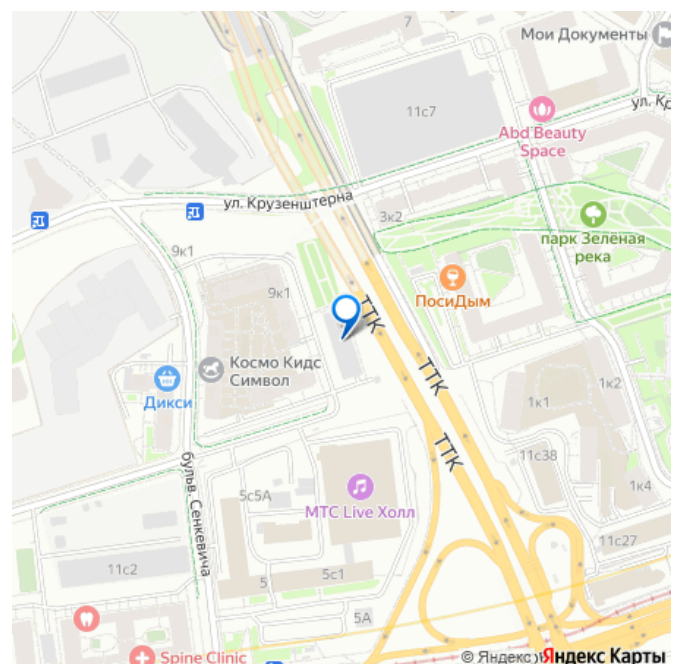 7
Мои Документы
11с7
ул. Кр
Abd Beauty
Space
ул. Крузенштерна
3к2
парк Зелёная
река
9к1
9к1
ПосиДым
ТТК
Космо Кидс
Символ
ТТК
Дикси
1к2
1к1
ТТК
11с38
5с5А
МТС Live Холл
1к4
бульв. Сенкевича
11с27
11с2
5
5с1
5А
Spine Clinic
© Яндекс
Яндекс Карты